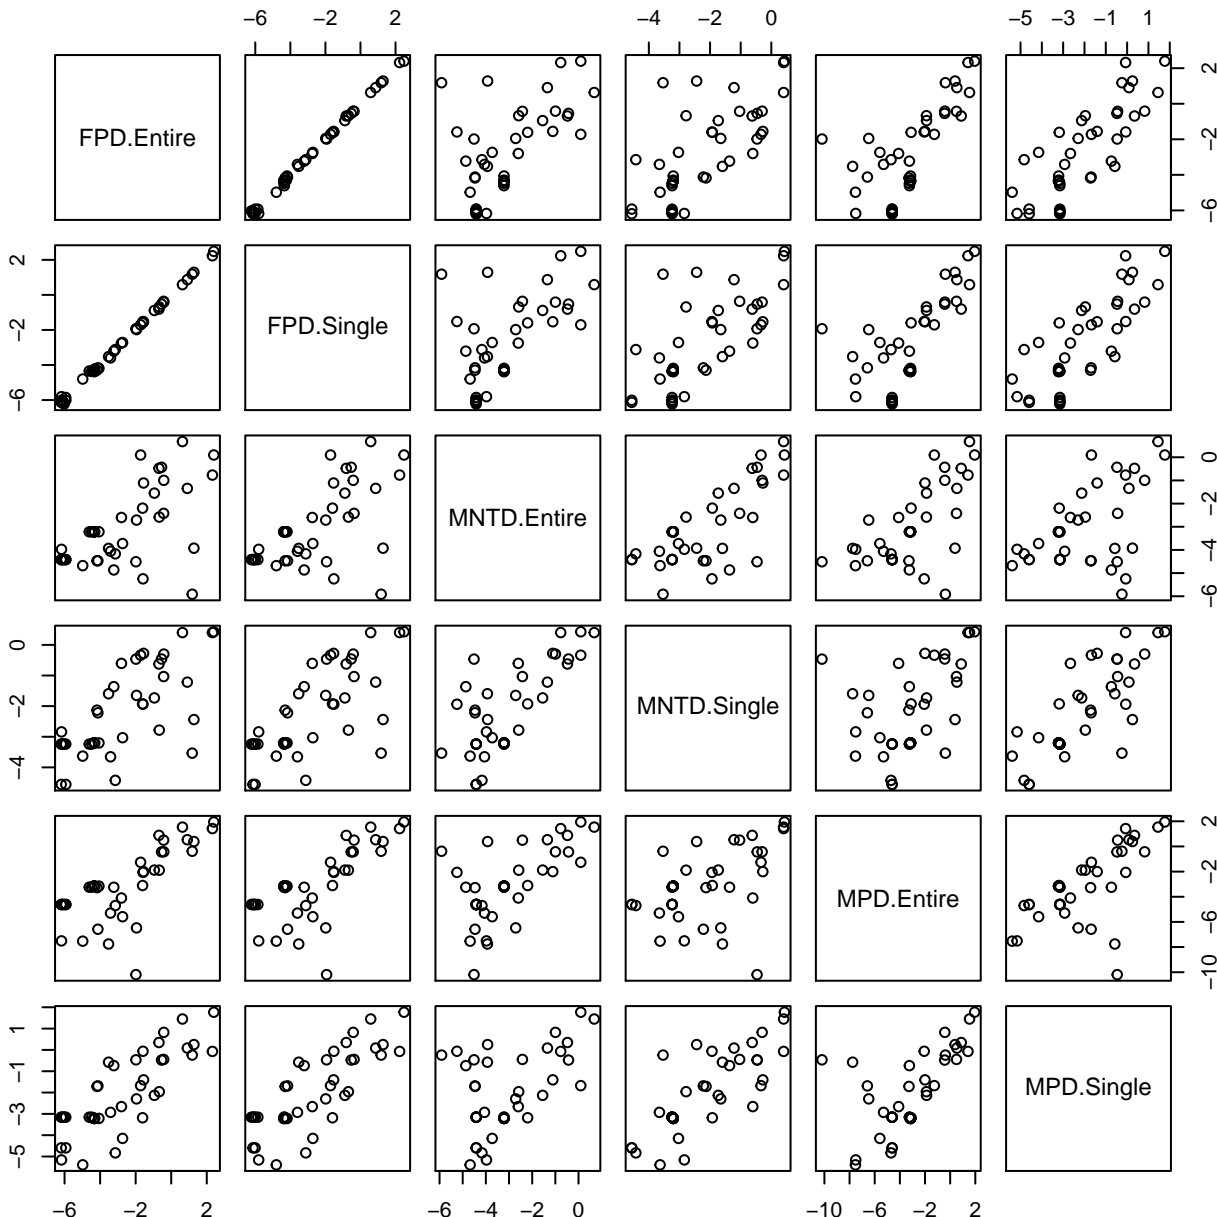 −6 −2 2 −4 −2 0 −5 −3 −1 1
FPD.Entire
−6 −2 2
2 −2 −6
FPD.Single
MNTD.Entire
−6 −4 −2 0
0 −2 −4
MNTD.Single
MPD.Entire
−10 −6 −2 2
1 −1 −3 −5
MPD.Single
−6 −2 2 −6 −4 −2 0 −10 −6 −2 2